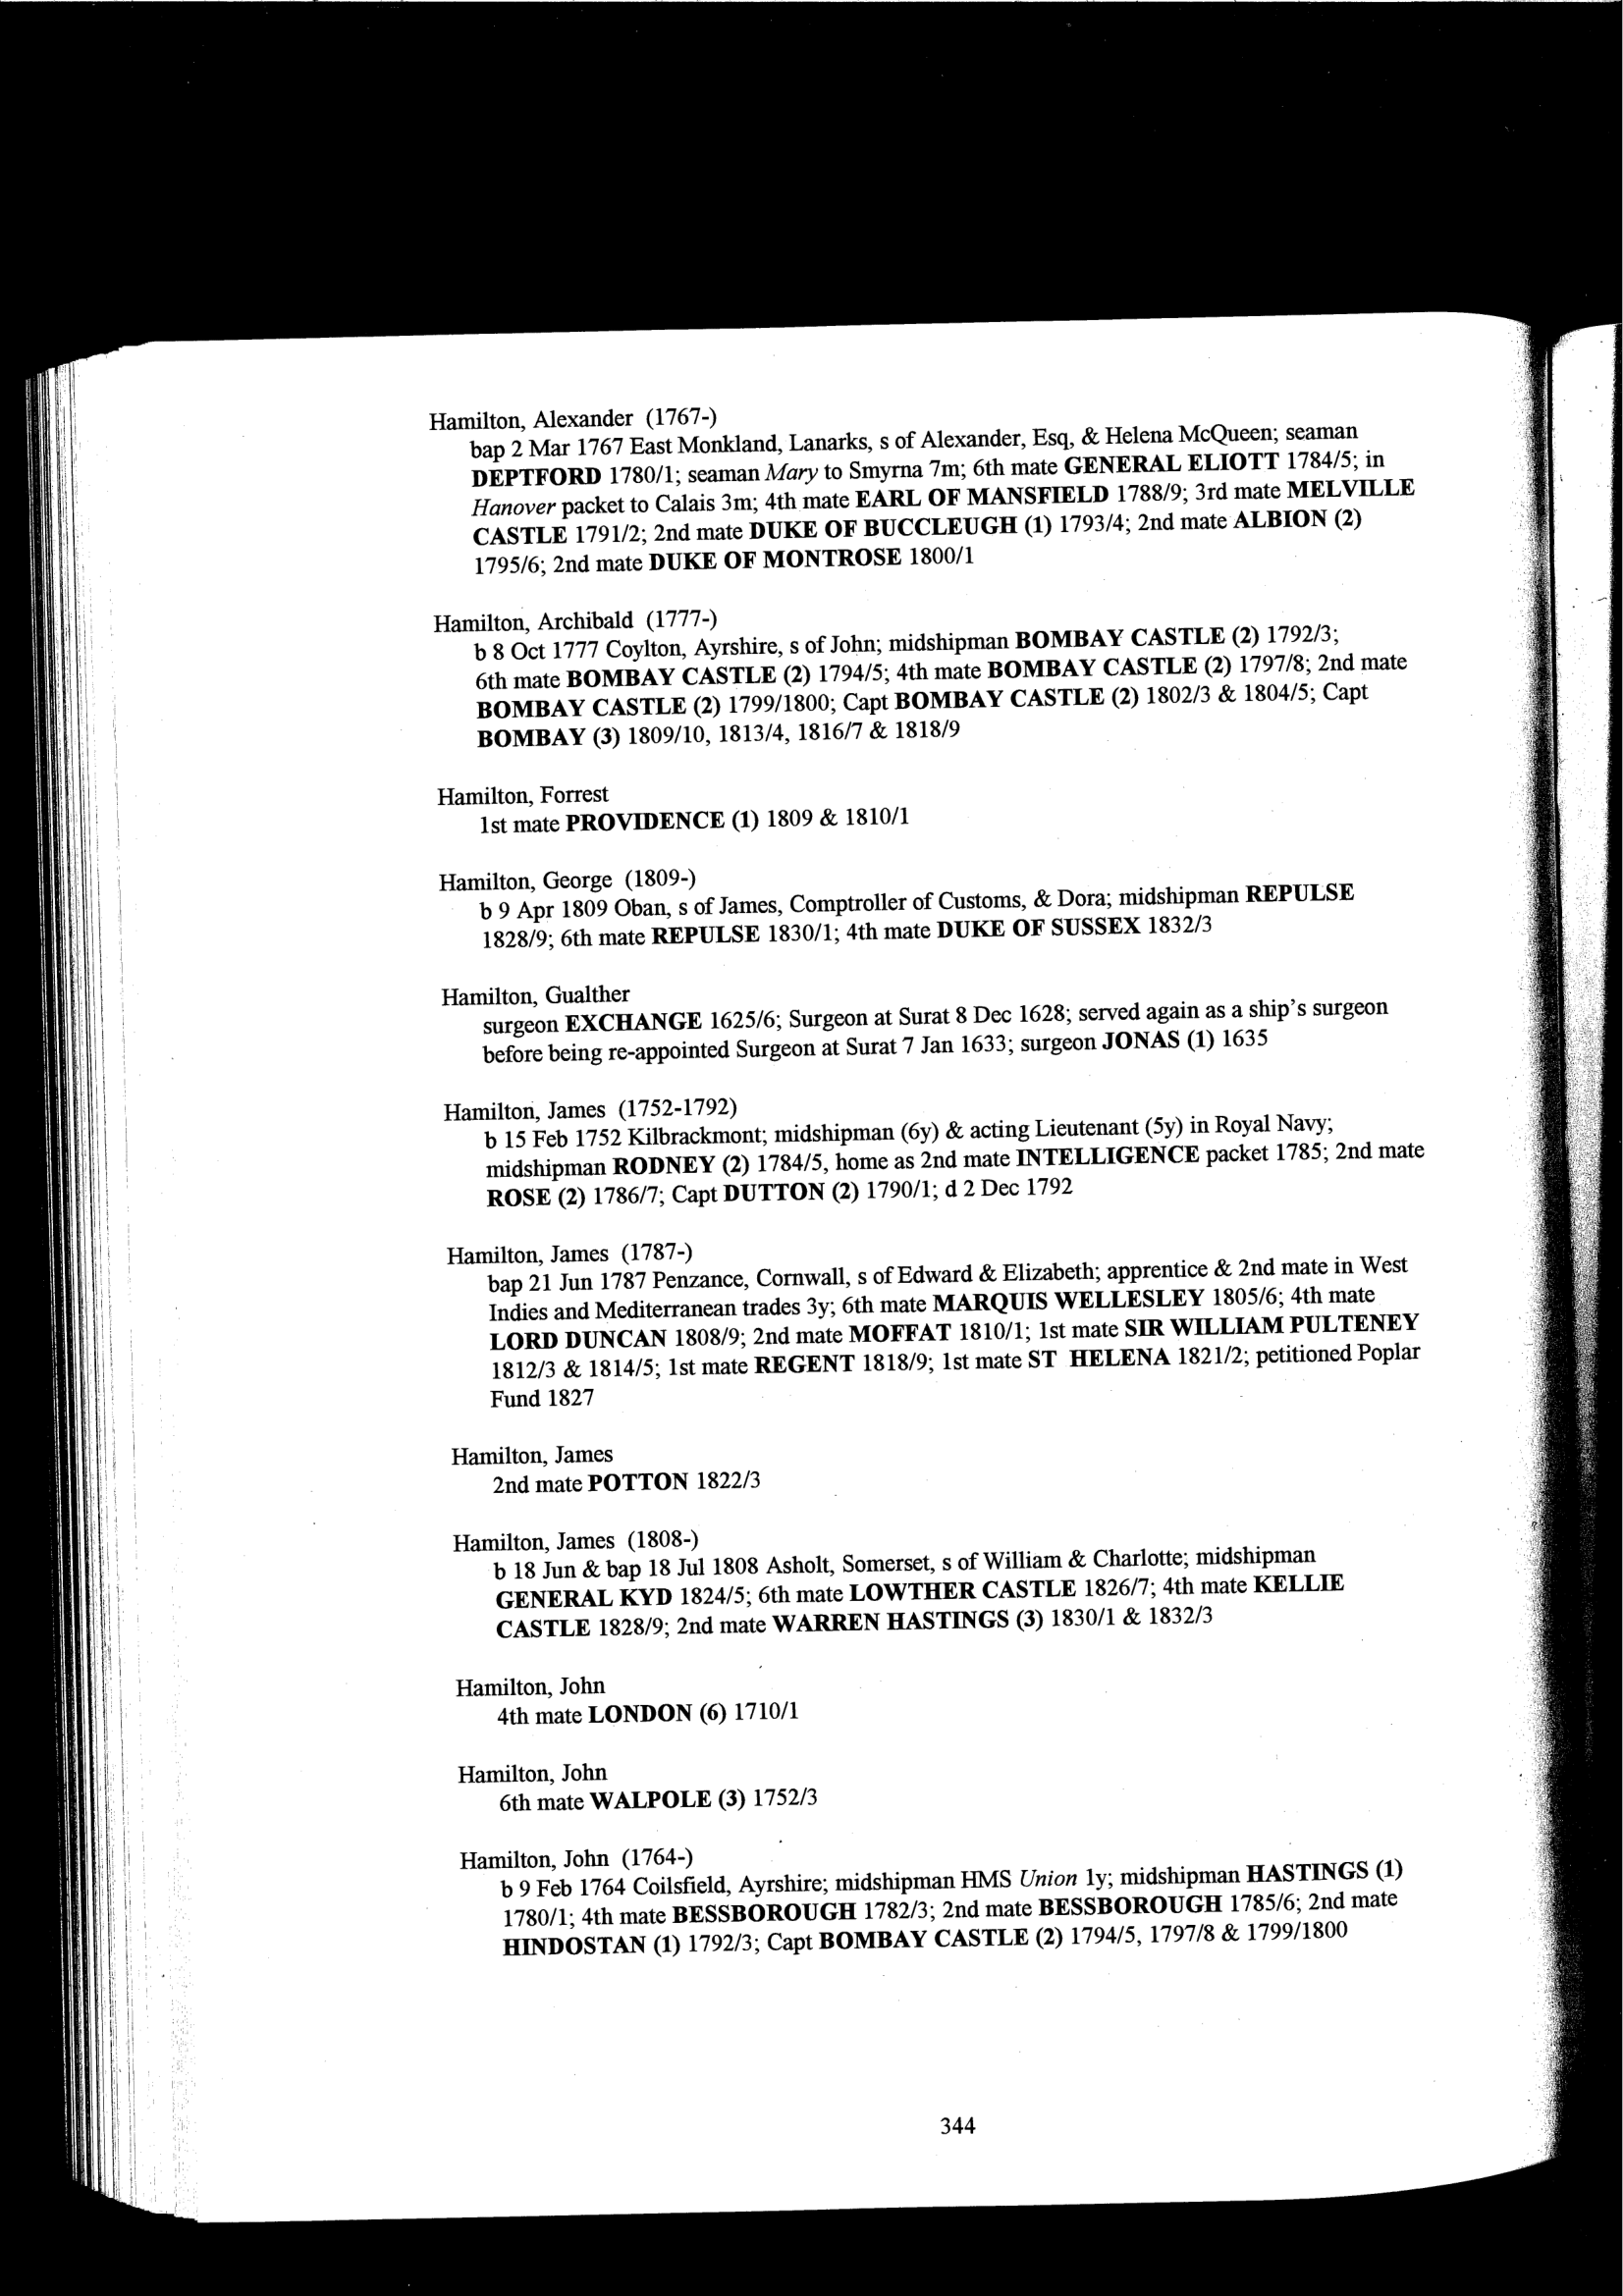 Hamilton, Alexander (1767-)
bap 2 Mar 1767 East Monkland, Lanarks, s of Alexander, Esq, & Helena McQueen; seaman
DEPTFORD 1780/1; seaman Mary to Smyrna 7m; 6th mate GENERAL ELIOTT 1784/5; in
Hanover packet to Calais 3m; 4th mate EARL OF MANSFIELD 1788/9; 3rd mate MELVILLE
CASTLE 1791/2; 2nd mate DUKE OF BUCCLEUGH (1) 1793/4; 2nd mate ALBION (2)
1795/6; 2nd mate DUKE OF MONTROSE 1800/1
Hamilton, Archibald (1777-)
b 8 Oct 1777 Coylton, Ayrshire, s of John; midshipman BOMBAY CASTLE (2) 1792/3;
6th mate BOMBAY CASTLE (2) 1794/5; 4th mate BOMBAY CASTLE (2) 1797/8; 2nd mate
BOMBAY CASTLE (2) 1799/1800; Capt BOMBAY CASTLE (2) 1802/3 & 1804/5; Capt
BOMBAY (3) 1809/10, 1813/4, 1816/7 & 1818/9
Hamilton, Forrest
1st mate PROVIDENCE (1) 1809 & 1810/1
Hamilton, George (1809-)
b 9 Apr 1809 Oban, s of James, Comptroller of Customs, & Dora; midshipman REPULSE
1828/9; 6th mate REPULSE 1830/1; 4th mate DUKE OF SUSSEX 1832/3
Hamilton, Gualther
surgeon EXCHANGE 1625/6; Surgeon at Surat 8 Dec 1628; served again as a ship's surgeon
before being re-appointed Surgeon at Surat 7 Jan 1633; surgeon JONAS (1) 1635
Hamilton, James (1752-1792)
b 15 Feb 1752 Kilbrackmont; midshipman (6y) & acting Lieutenant (5y) in Royal Navy;
midshipman RODNEY (2) 1784/5, home as 2nd mate INTELLIGENCE packet 1785; 2nd mate
ROSE (2) 1786/7; Capt DUTTON (2) 1790/1; d 2 Dec 1792
Hamilton, James (1787-)
bap 21 Jun 1787 Penzance, Cornwall, s of Edward & Elizabeth; apprentice & 2nd mate in West
Indies and Mediterranean trades 3y; 6th mate MARQUIS WELLESLEY 1805/6; 4th mate
LORD DUNCAN 1808/9; 2nd mate MOFFAT 1810/1; 1st mate SIR WILLIAM PULTENEY
1812/3 & 1814/5; 1st mate REGENT 1818/9; 1st mate ST HELENA 1821/2; petitioned Poplar
Fund 1827
Hamilton, James
2nd mate POTTON 1822/3
Hamilton, James (1808-)
b 18 Jun & bap 18 Jul 1808 Asholt, Somerset, s of William & Charlotte; midshipman
GENERAL KYD 1824/5; 6th mate LOWTHER CASTLE 1826/7; 4th mate KELLIE
CASTLE 1828/9; 2nd mate WARREN HASTINGS (3) 1830/1 & 1832/3
Hamilton, John
4th mate LONDON (6) 1710/1
Hamilton, John
6th mate WALPOLE (3) 1752/3
Hamilton, John (1764-)
b 9 Feb 1764 Coilsfield, Ayrshire; midshipman HMS Union 1y; midshipman HASTINGS (1)
1780/1; 4th mate BESSBOROUGH 1782/3; 2nd mate BESSBOROUGH 1785/6; 2nd mate
HINDOSTAN (1) 1792/3; Capt BOMBAY CASTLE (2) 1794/5, 1797/8 & 1799/1800
344